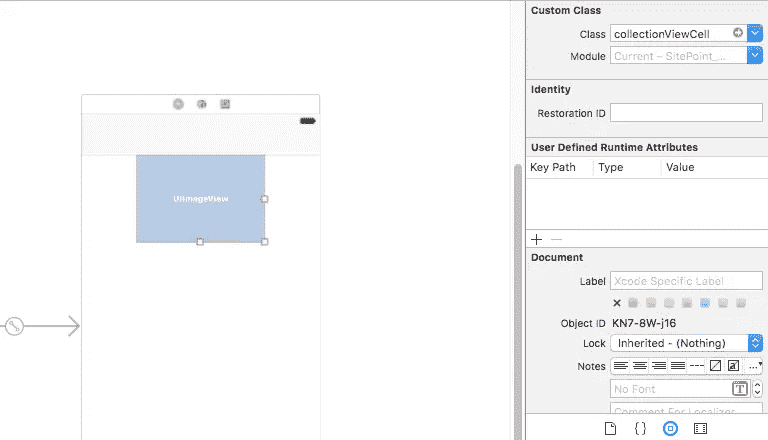 Custom Class
Class collectionViewCell
Module Current – SitePoint_...
Identity
Restoration ID
User Defined Runtime Attributes
Key Path Type Value
UIImageView
Document
Label Xcode Specific Label
Object ID KN7-8W-j16
Lock Inherited - (Nothing)
Notes
No Font
Comment For Localizer